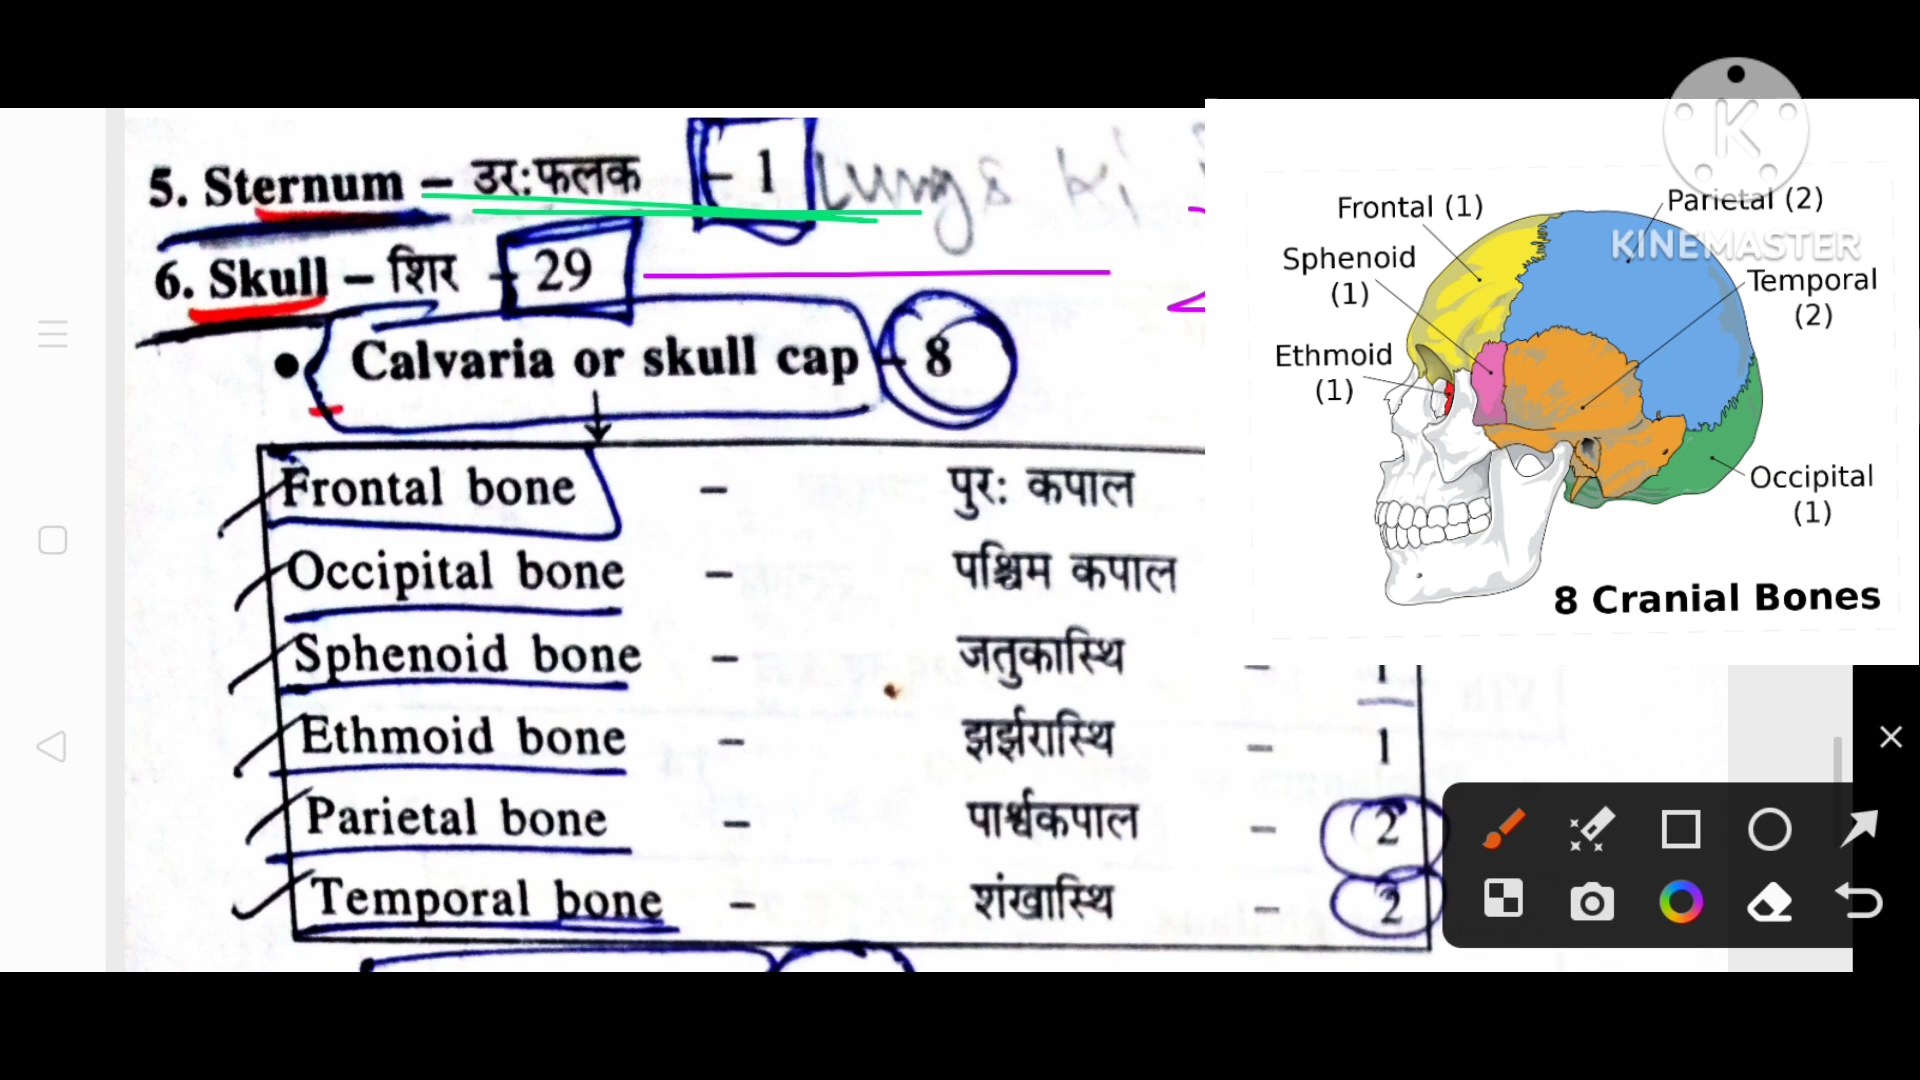 5. Sternum – उर:फलक – 1 Lungs ki
6. Skull – शिर – 29
• Calvaria or skull cap – 8
Frontal bone – पुर: कपाल
Occipital bone – पश्चिम कपाल
Sphenoid bone – जतुकास्थि – 1
Ethmoid bone – झर्झरास्थि – 1
Parietal bone – पार्श्वकपाल – 2
Temporal bone – शंखास्थि – 2
K
KINEMASTER
Frontal (1)
Parietal (2)
Sphenoid
(1)
Temporal
(2)
Ethmoid
(1)
Occipital
(1)
8 Cranial Bones